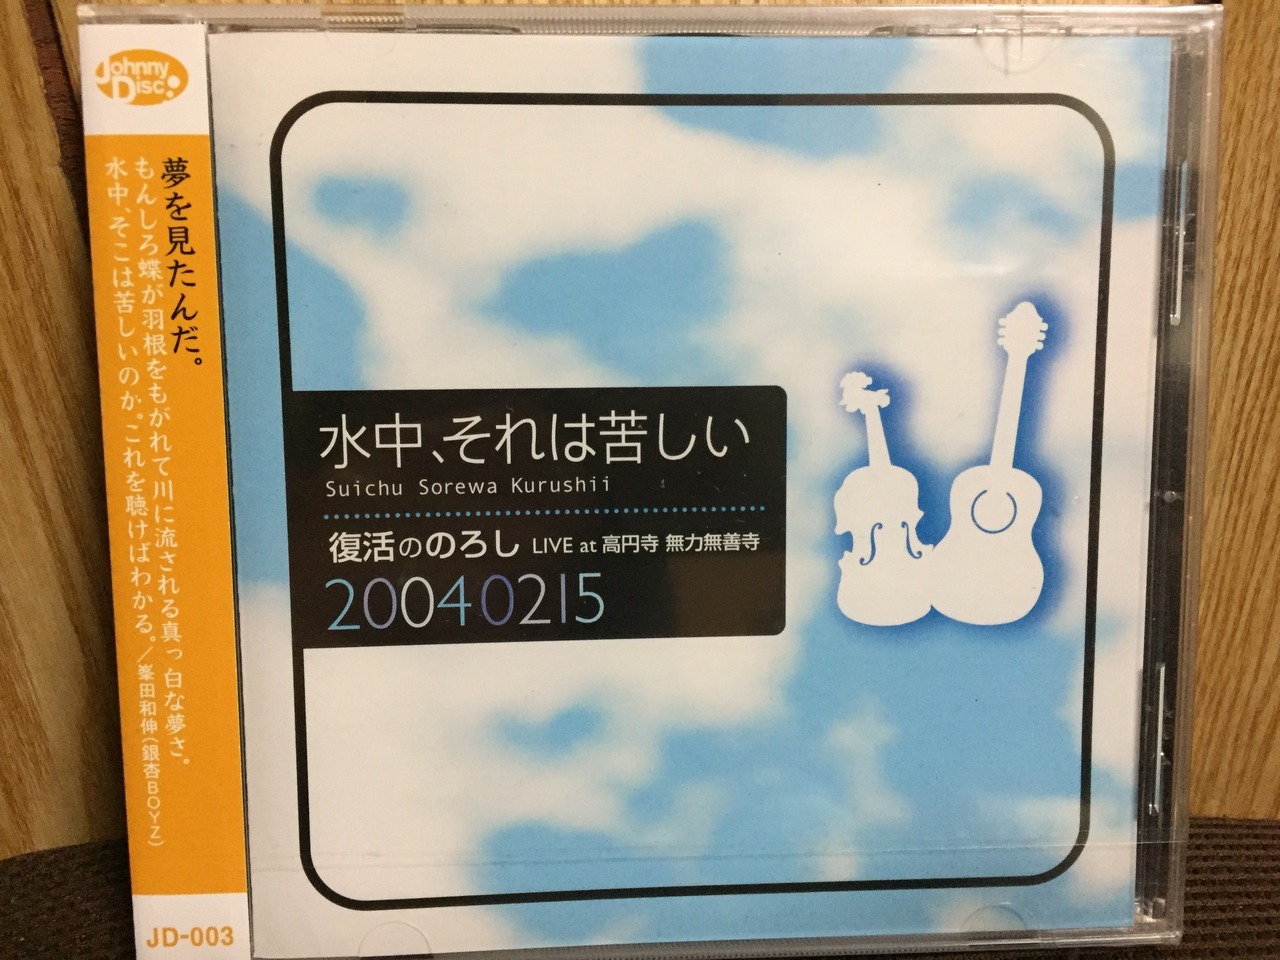 Johnny
Disc!
夢を見たんだ。
もんしろ蝶が羽根をもがれて川に流される真っ白な夢さ。
水中、そこは苦しいのか。これを聴けばわかる。／峯田和伸(銀杏BOYZ)
JD-003
水中、それは苦しい
Suichu Sorewa Kurushii
復活ののろし LIVE at 高円寺 無力無善寺
20040215